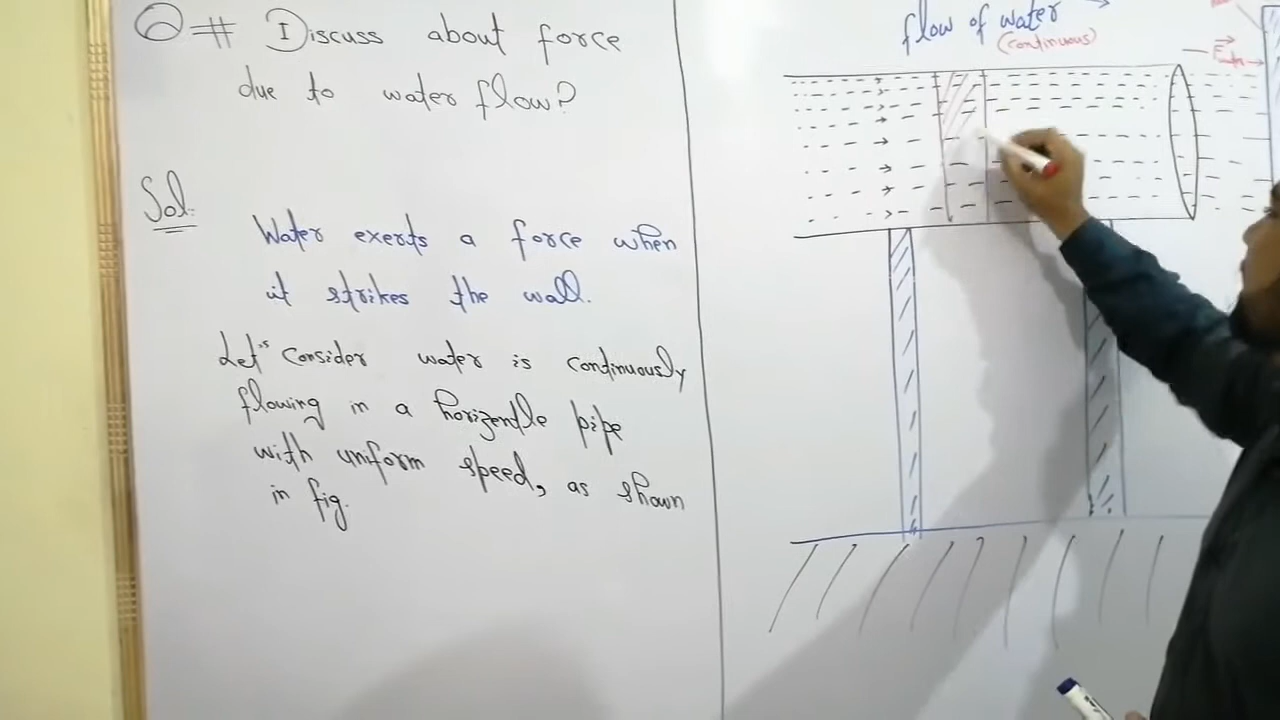 Q # Discuss about force
due to water flow?
Sol:
Water exerts a force when
it strikes the wall.
Let's Consider water is continuously
flowing in a horizentle pipe
with uniform speed, as shown
in fig.
flow of water
(continuous)